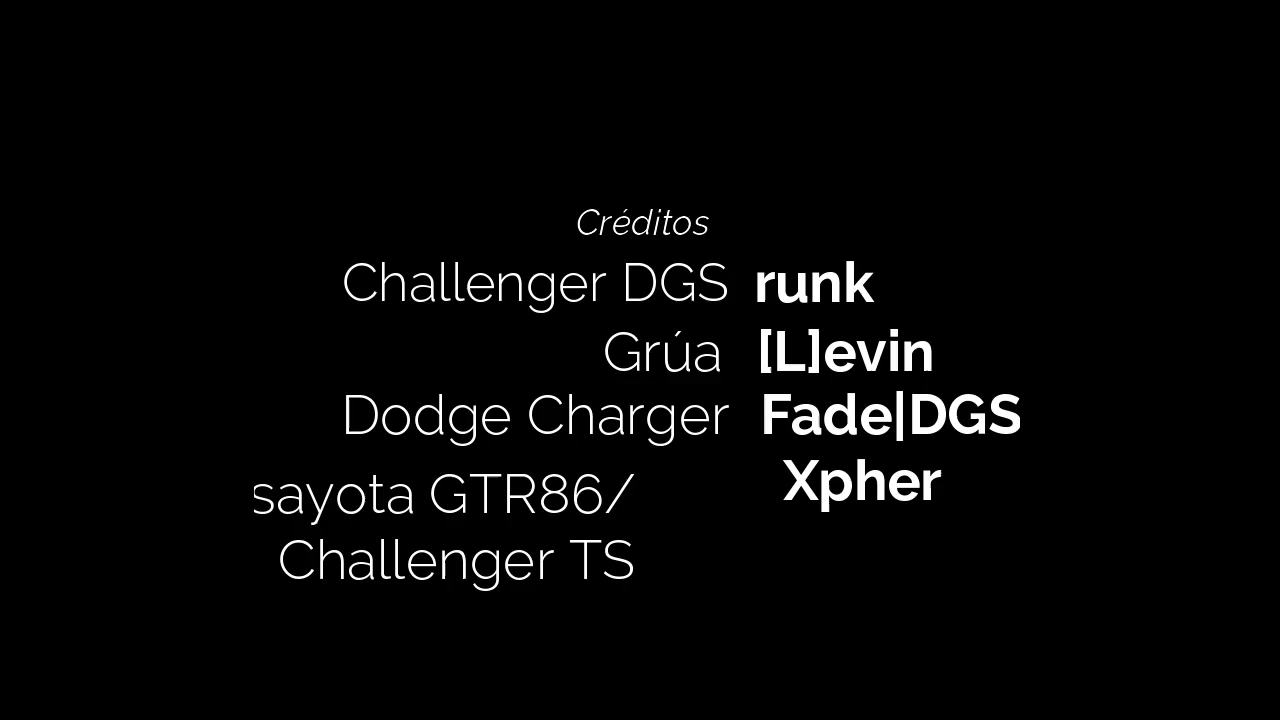 Créditos
Challenger DGS runk
Grúa [L]evin
Dodge Charger Fade|DGS
sayota GTR86/ Xpher
Challenger TS